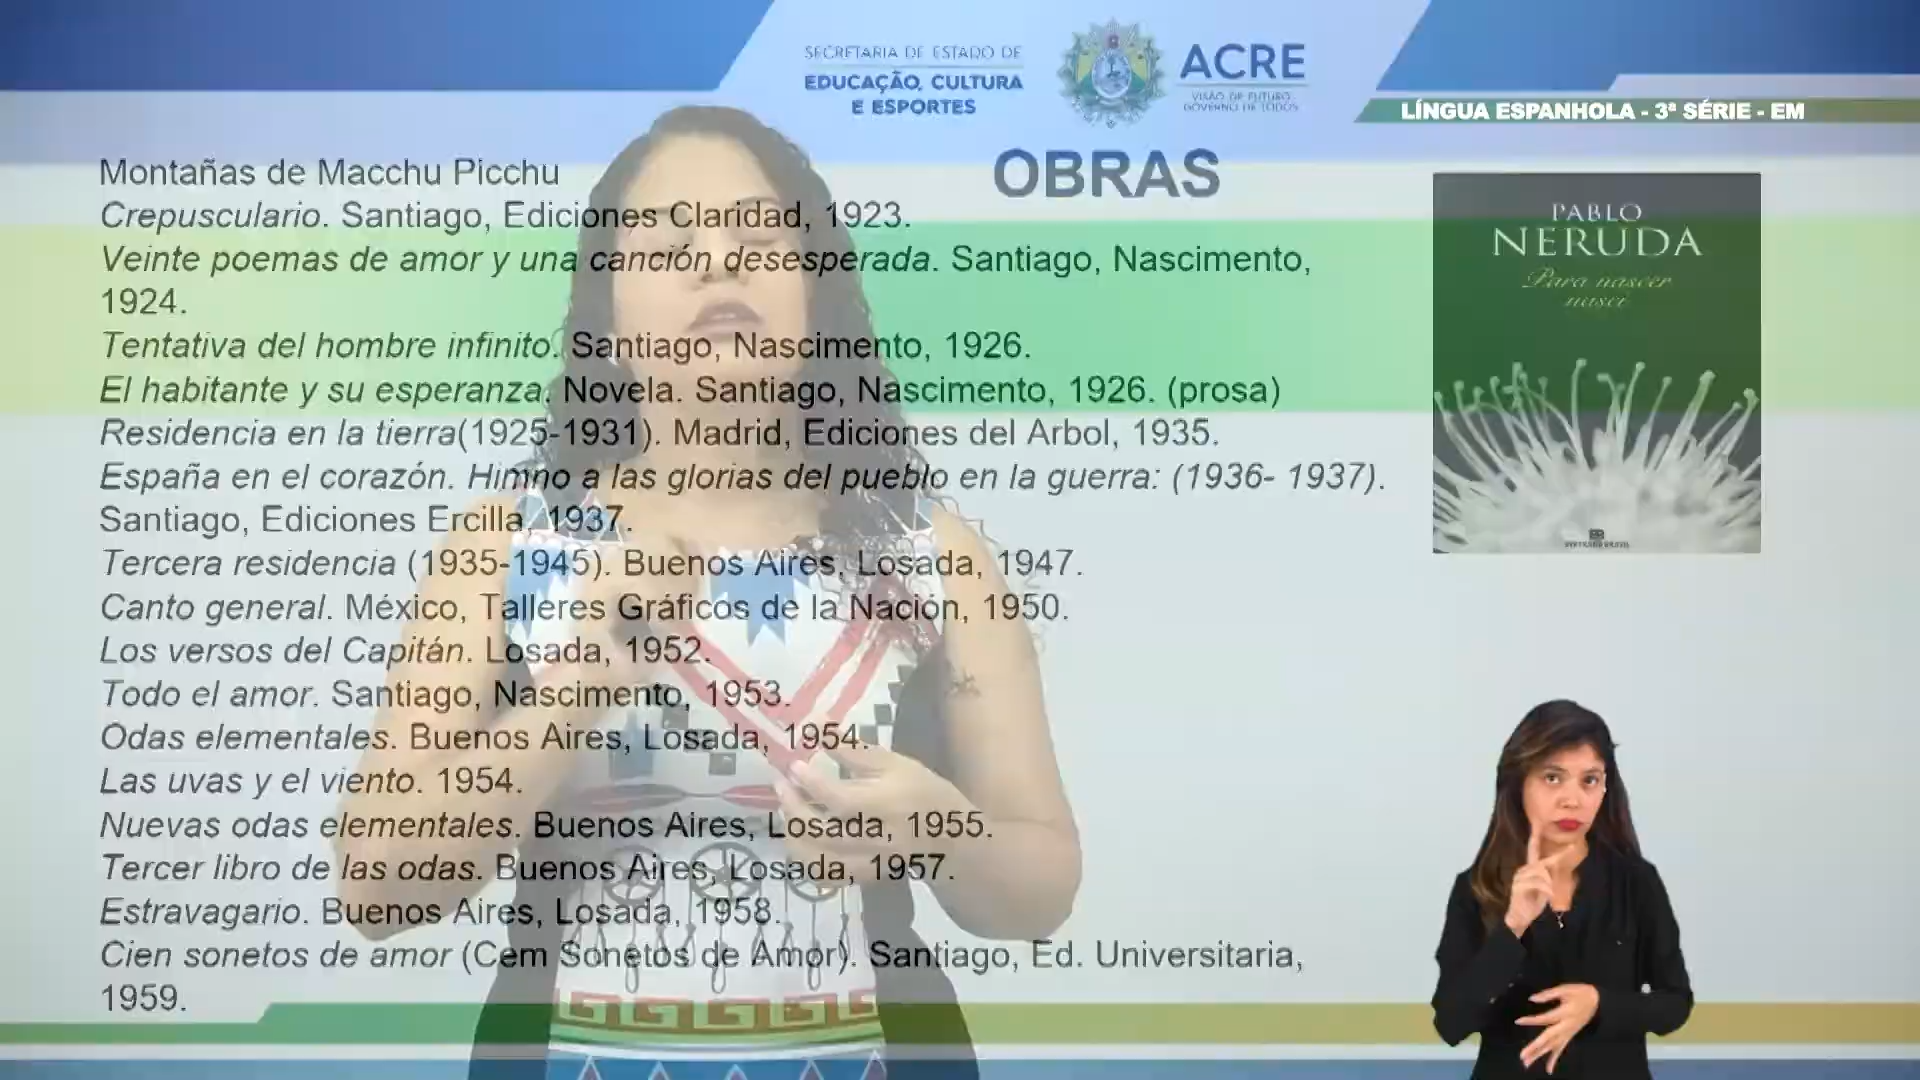 SECRETARIA DE ESTADO DE
EDUCAÇÃO, CULTURA
E ESPORTES
ACRE
VISÃO DE FUTURO
GOVERNO DE TODOS
LÍNGUA ESPANHOLA - 3ª SÉRIE - EM
OBRAS
Montañas de Macchu Picchu
Crepusculario. Santiago, Ediciones Claridad, 1923.
Veinte poemas de amor y una canción desesperada. Santiago, Nascimento,
1924.
Tentativa del hombre infinito. Santiago, Nascimento, 1926.
El habitante y su esperanza. Novela. Santiago, Nascimento, 1926. (prosa)
Residencia en la tierra(1925-1931). Madrid, Ediciones del Arbol, 1935.
España en el corazón. Himno a las glorias del pueblo en la guerra: (1936- 1937).
Santiago, Ediciones Ercilla, 1937.
Tercera residencia (1935-1945). Buenos Aires, Losada, 1947.
Canto general. México, Talleres Gráficos de la Nación, 1950.
Los versos del Capitán. Losada, 1952.
Todo el amor. Santiago, Nascimento, 1953.
Odas elementales. Buenos Aires, Losada, 1954.
Las uvas y el viento. 1954.
Nuevas odas elementales. Buenos Aires, Losada, 1955.
Tercer libro de las odas. Buenos Aires, Losada, 1957.
Estravagario. Buenos Aires, Losada, 1958.
Cien sonetos de amor (Cem Sonetos de Amor). Santiago, Ed. Universitaria,
1959.
PABLO
NERUDA
Para nascer
nasci
BERTRAND BRASIL